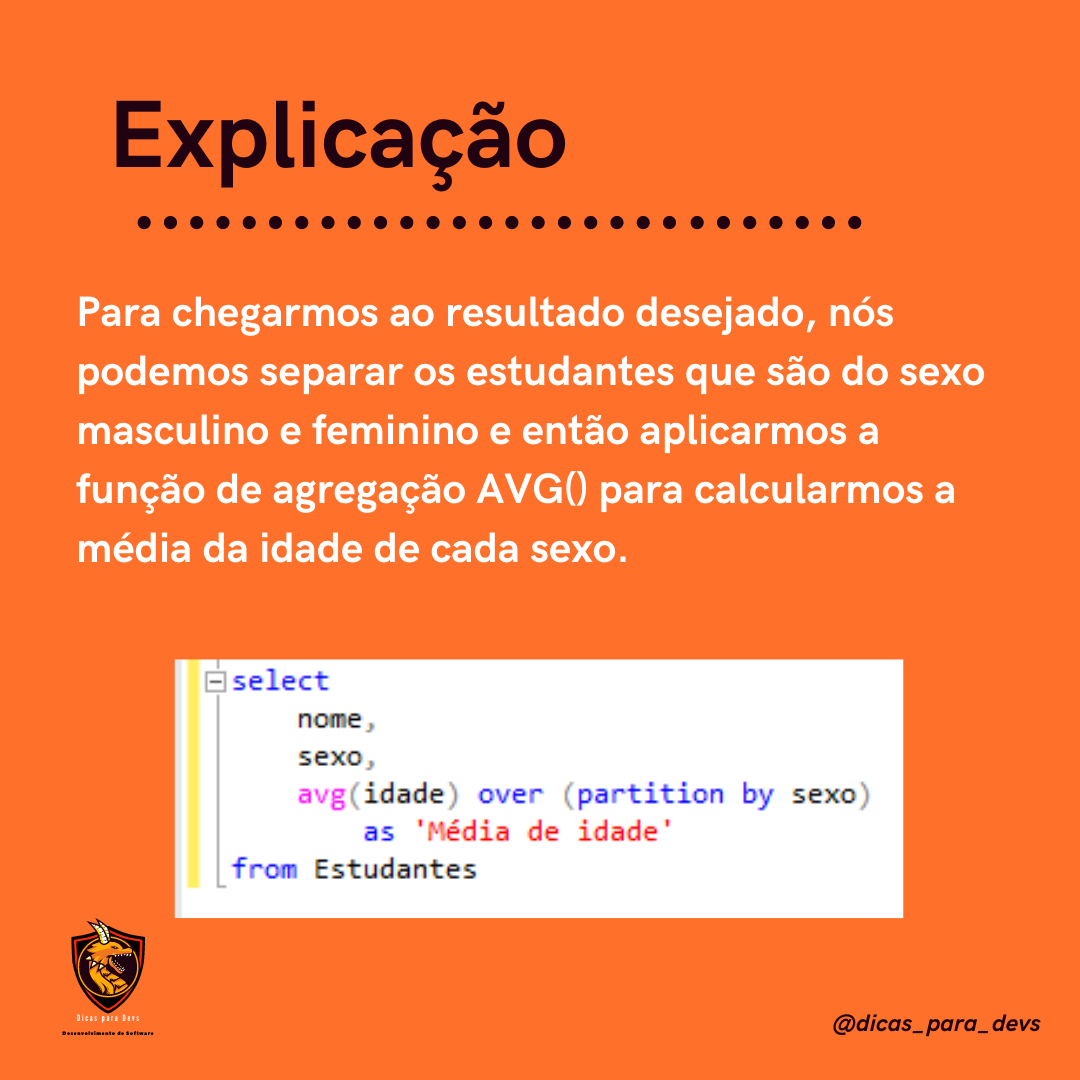 Explicação
Para chegarmos ao resultado desejado, nós
podemos separar os estudantes que são do sexo
masculino e feminino e então aplicarmos a
função de agregação AVG() para calcularmos a
média da idade de cada sexo.
select
nome,
sexo,
avg(idade) over (partition by sexo)
as 'Média de idade'
from Estudantes
Dicas para Devs
Desenvolvimento de Software
@dicas_para_devs